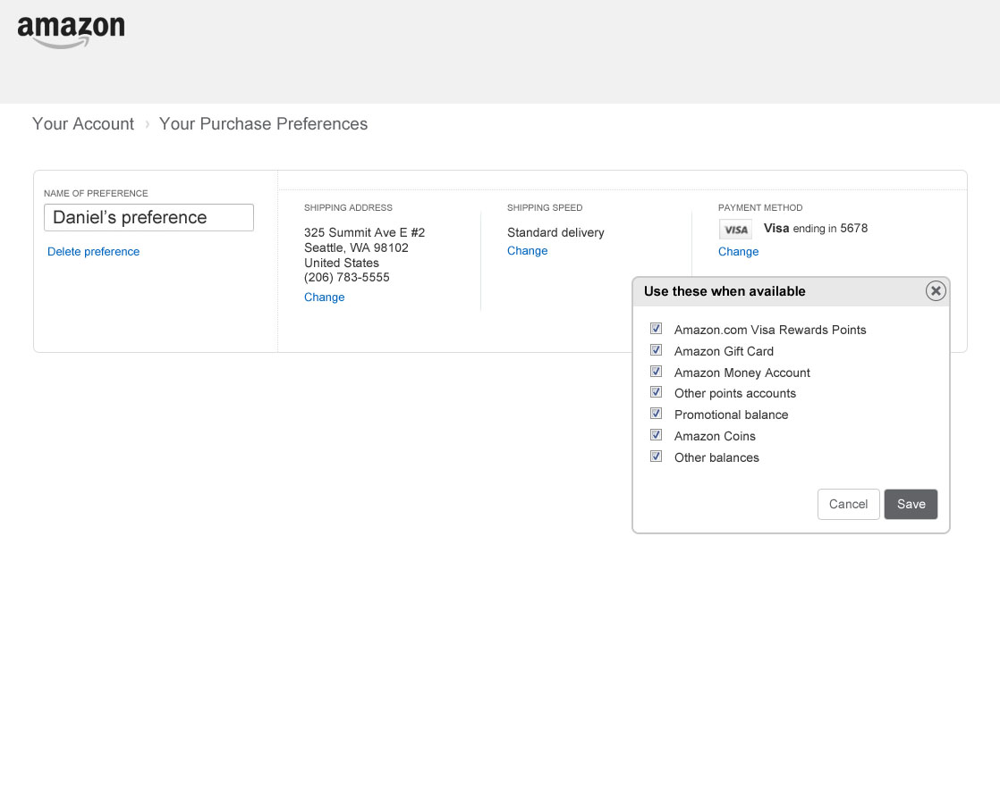 amazon
Your Account › Your Purchase Preferences
NAME OF PREFERENCE
Daniel's preference
Delete preference
SHIPPING ADDRESS
325 Summit Ave E #2
Seattle, WA 98102
United States
(206) 783-5555
Change
SHIPPING SPEED
Standard delivery
Change
PAYMENT METHOD
VISA Visa ending in 5678
Change
Use these when available
Amazon.com Visa Rewards Points
Amazon Gift Card
Amazon Money Account
Other points accounts
Promotional balance
Amazon Coins
Other balances
Cancel Save